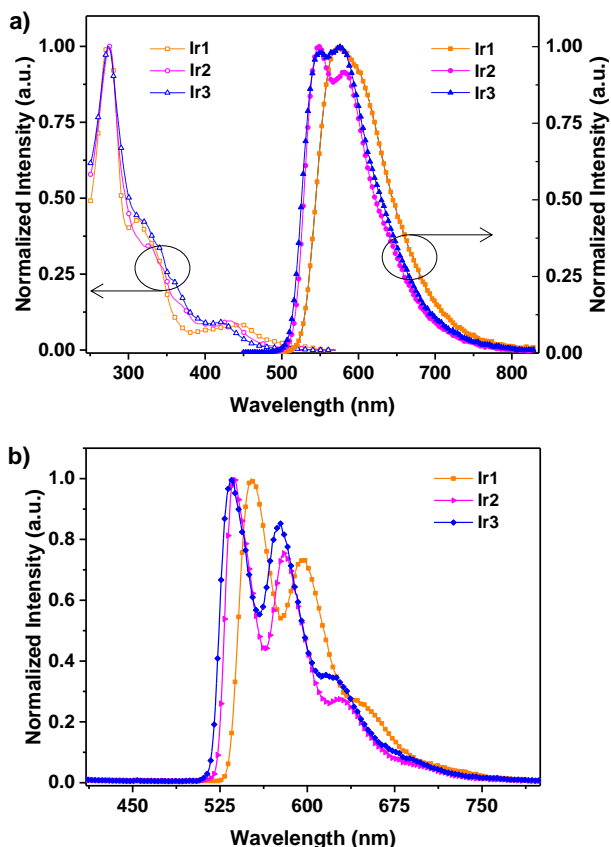 a)
Ir1
Ir2
Ir3
Ir1
Ir2
Ir3
Normalized Intensity (a.u.)
1.00
0.75
0.50
0.25
0.00
1.00
0.75
0.50
0.25
0.00
Normalized Intensity (a.u.)
300 400 500 600 700 800
Wavelength (nm)
b)
Ir1
Ir2
Ir3
Normalized Intensity (a.u.)
1.0
0.8
0.6
0.4
0.2
0.0
450 525 600 675 750
Wavelength (nm)